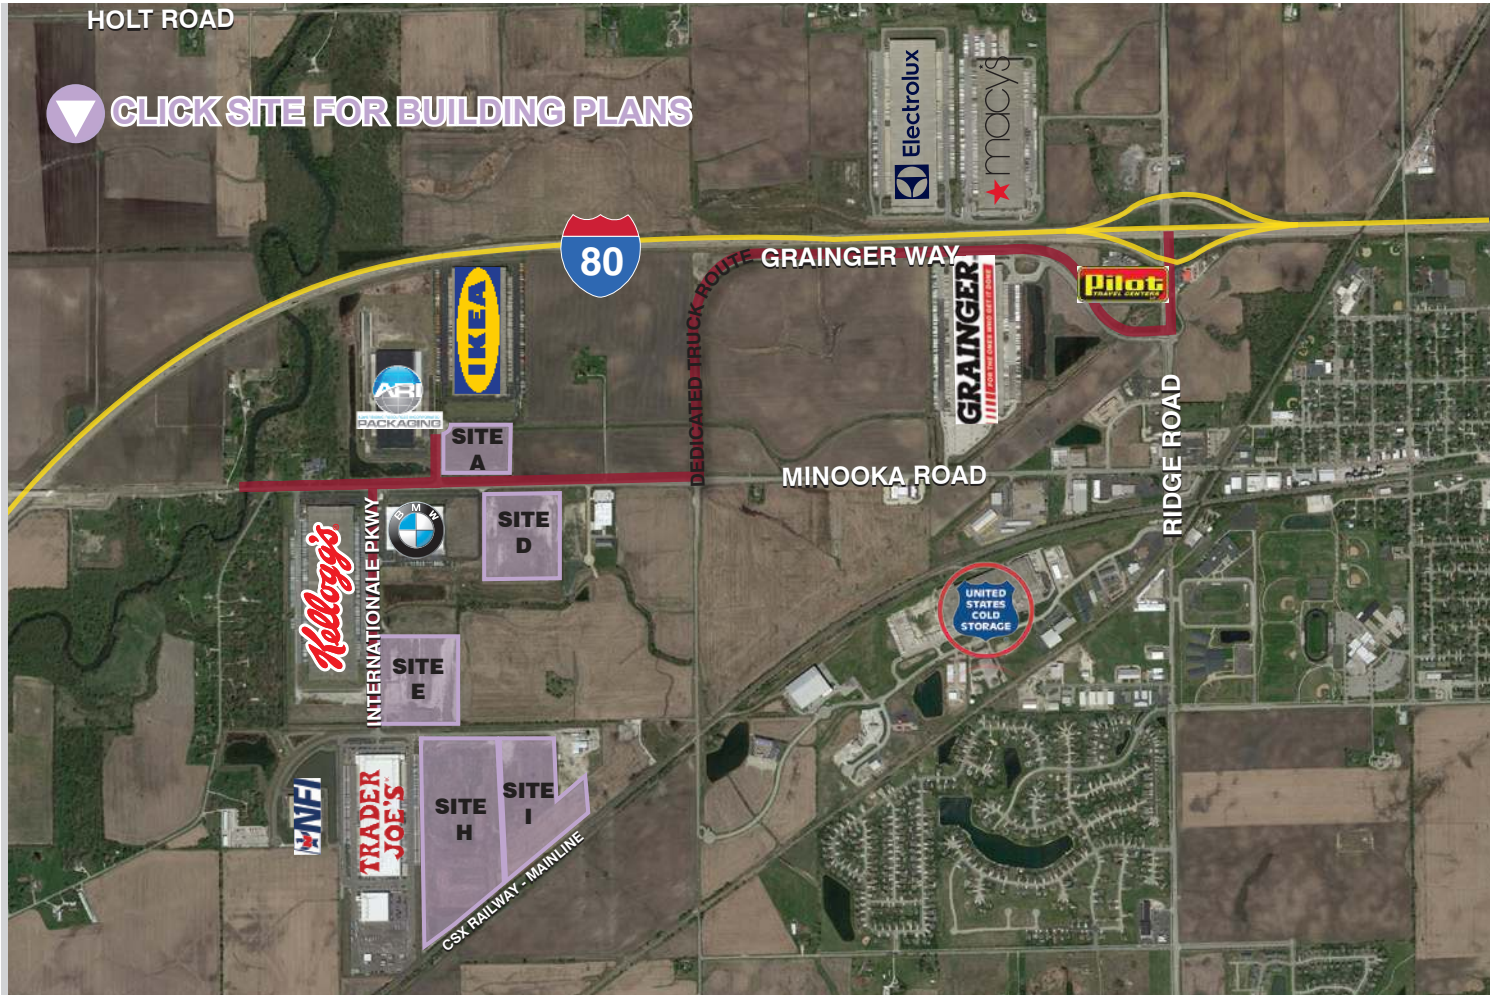 HOLT ROAD
CLICK SITE FOR BUILDING PLANS
Electrolux
macy's
80
GRAINGER WAY
DEDICATED TRUCK ROUTE
IKEA
GRAINGER
FOR THE ONES WHO GET IT DONE
Pilot
TRAVEL CENTERS
ARI
PACKAGING
SITE
A
MINOOKA ROAD
RIDGE ROAD
INTERNATIONALE PKWY
BMW
SITE
D
Kellogg's
UNITED
STATES
COLD
STORAGE
SITE
E
NFI
TRADER
JOE'S
SITE
H
SITE
I
CSX RAILWAY - MAINLINE